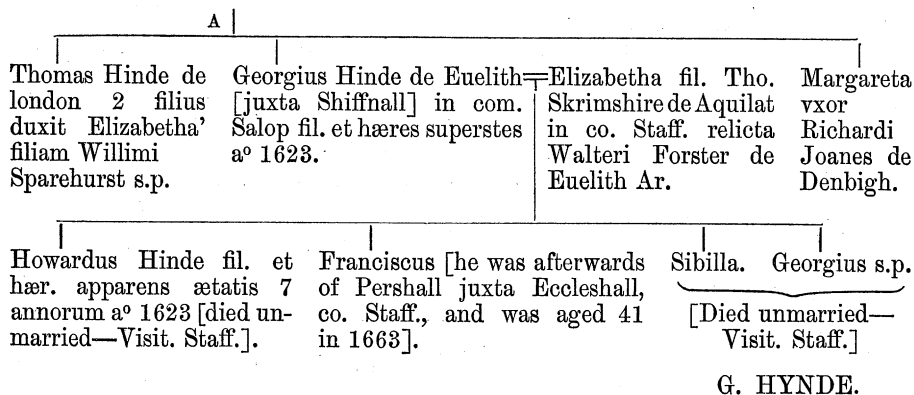 A
Thomas Hinde de
london 2 filius
duxit Elizabetha'
filiam Willimi
Sparehurst s.p.
Georgius Hinde de Euelith
[juxta Shiffnall] in com.
Salop fil. et hæres superstes
aº 1623.
Elizabetha fil. Tho.
Skrimshire de Aquilat
in co. Staff. relicta
Walteri Forster de
Euelith Ar.
Margareta
vxor
Richardi
Joanes de
Denbigh.
Howardus Hinde fil. et
hær. apparens ætatis 7
annorum aº 1623 [died un-
married—Visit. Staff.].
Franciscus [he was afterwards
of Pershall juxta Eccleshall,
co. Staff., and was aged 41
in 1663].
Sibilla. Georgius s.p.
[Died unmarried—
Visit. Staff.]
G. HYNDE.